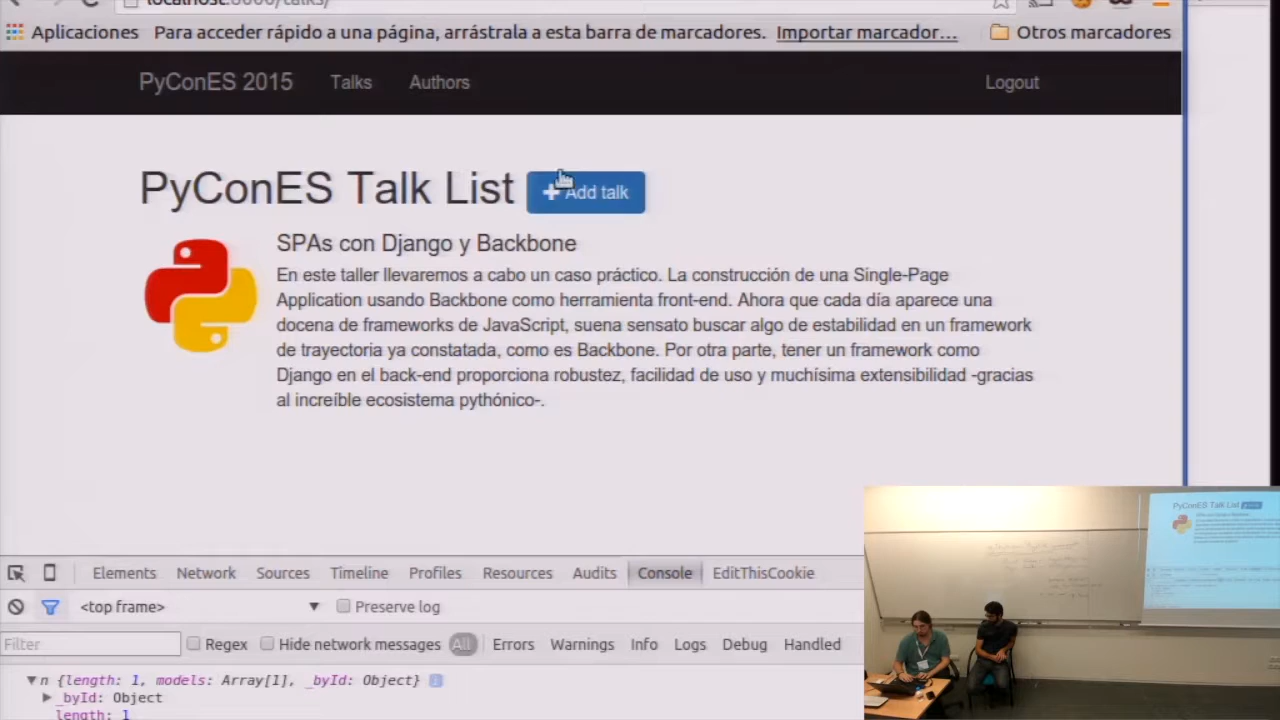 localhost:8000/talks/
Aplicaciones Para acceder rápido a una página, arrástrala a esta barra de marcadores. Importar marcador... Otros marcadores
PyConES 2015 Talks Authors Logout
PyConES Talk List Add talk
SPAs con Django y Backbone
En este taller llevaremos a cabo un caso práctico. La construcción de una Single-Page
Application usando Backbone como herramienta front-end. Ahora que cada día aparece una
docena de frameworks de JavaScript, suena sensato buscar algo de estabilidad en un framework
de trayectoria ya constatada, como es Backbone. Por otra parte, tener un framework como
Django en el back-end proporciona robustez, facilidad de uso y muchísima extensibilidad -gracias
al increíble ecosistema pythónico-.
PyConES Talk List
Elements Network Sources Timeline Profiles Resources Audits Console EditThisCookie
<top frame> Preserve log
Filter Regex Hide network messages All Errors Warnings Info Logs Debug Handled
n {length: 1, models: Array[1], _byId: Object}
_byId: Object
length: 1